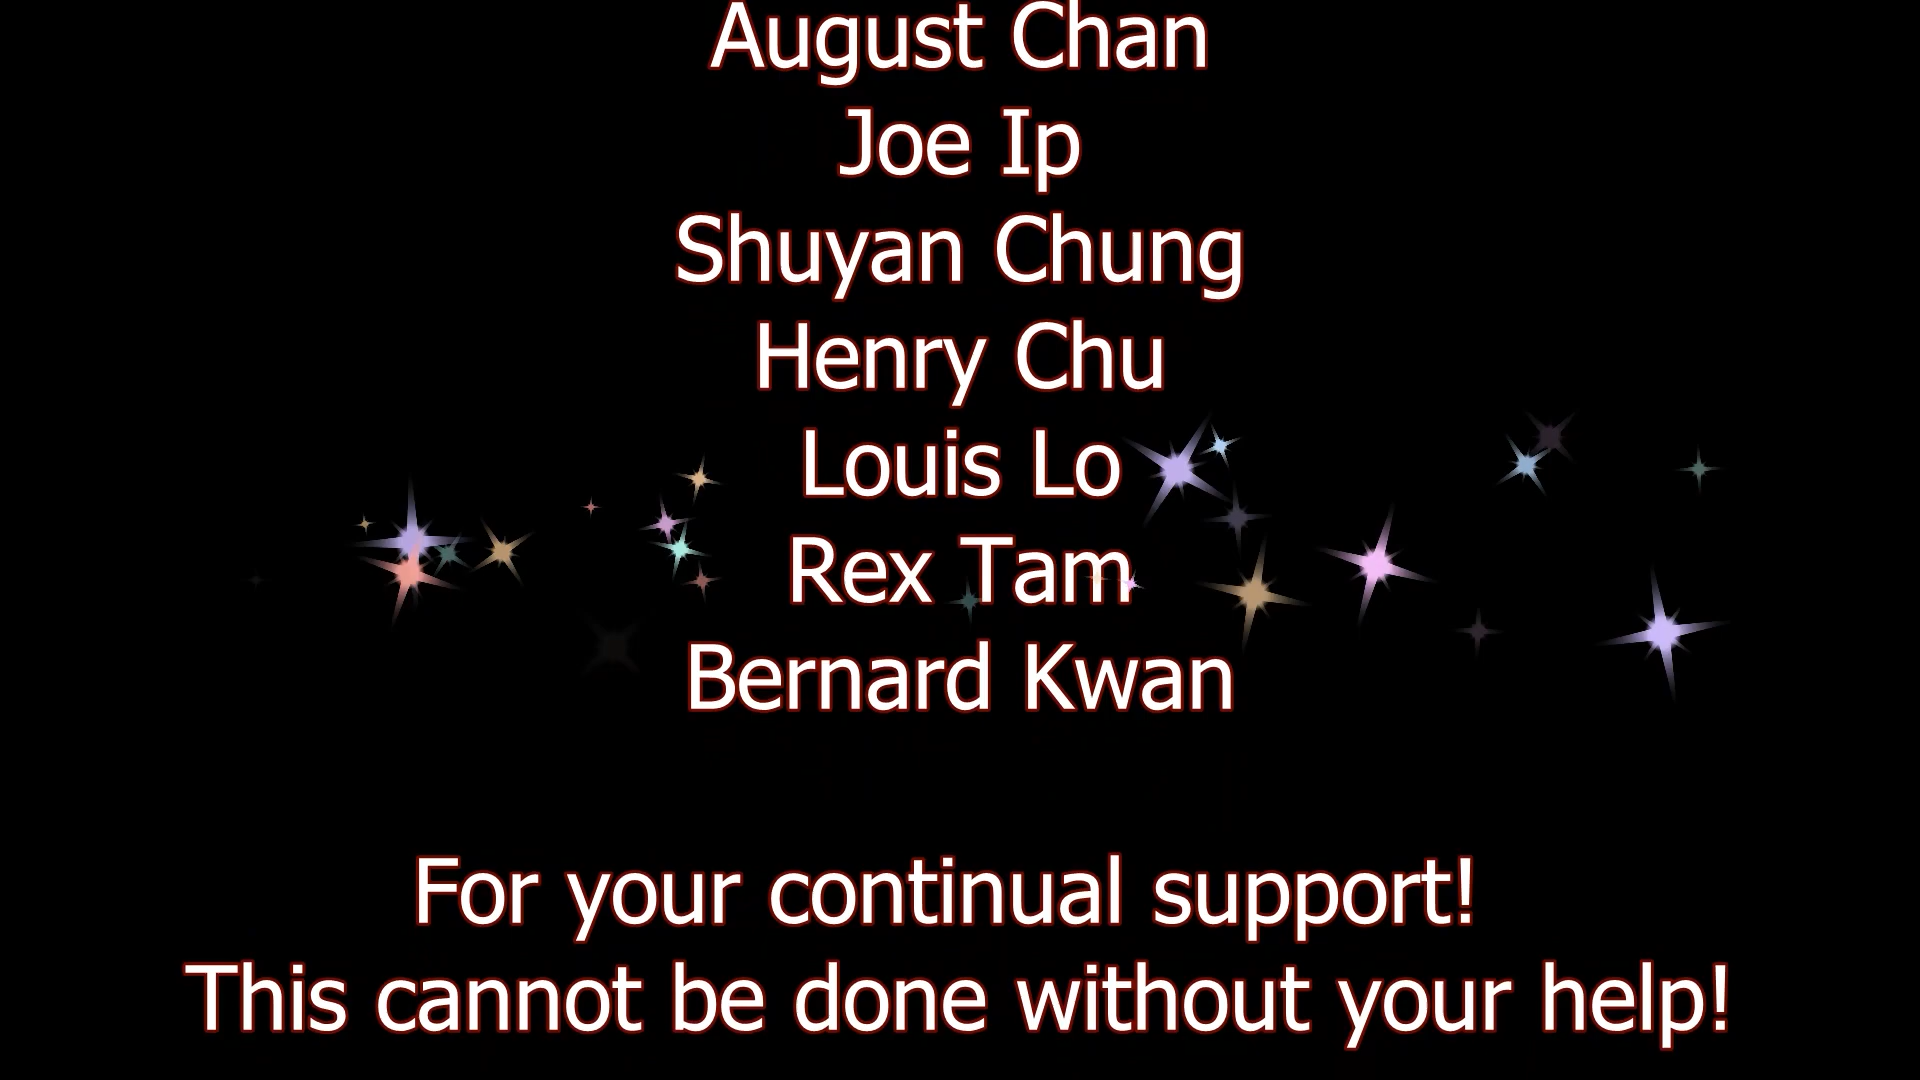 August Chan
Joe Ip
Shuyan Chung
Henry Chu
Louis Lo
Rex Tam
Bernard Kwan
For your continual support!
This cannot be done without your help!